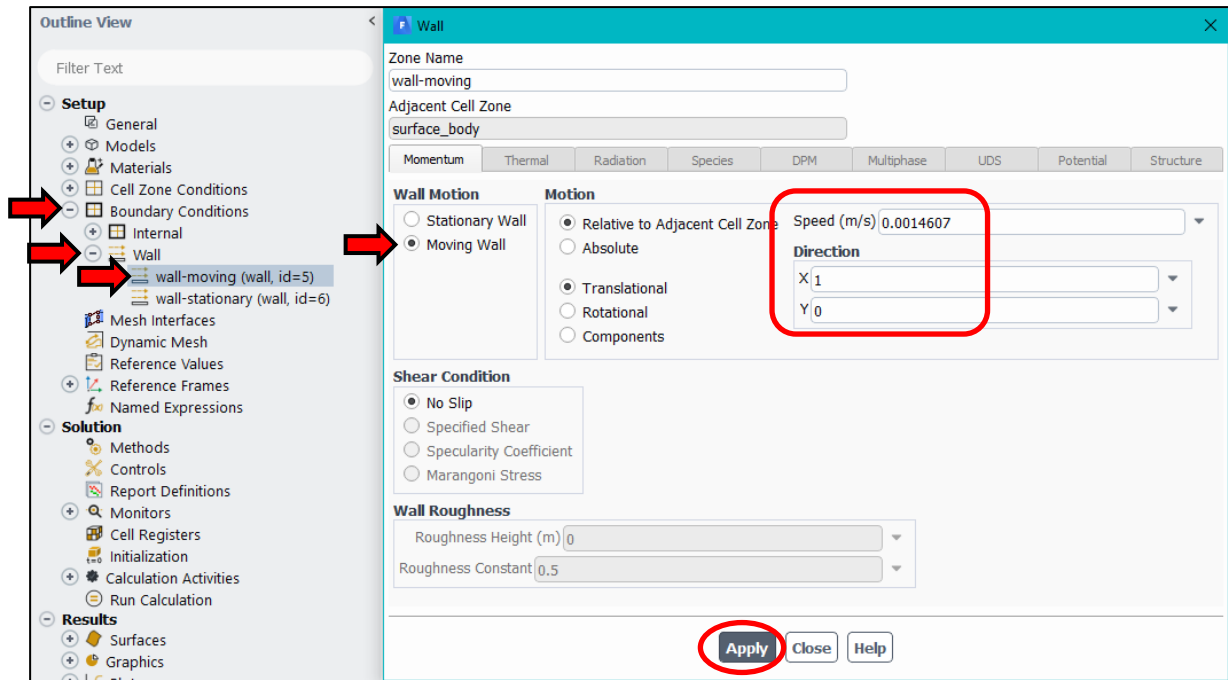 Outline View
<
Filter Text
Setup
General
Models
Materials
Cell Zone Conditions
Boundary Conditions
Internal
Wall
wall-moving (wall, id=5)
wall-stationary (wall, id=6)
Mesh Interfaces
Dynamic Mesh
Reference Values
Reference Frames
Named Expressions
Solution
Methods
Controls
Report Definitions
Monitors
Cell Registers
Initialization
Calculation Activities
Run Calculation
Results
Surfaces
Graphics
Wall
Zone Name
wall-moving
Adjacent Cell Zone
surface_body
Momentum Thermal Radiation Species DPM Multiphase UDS Potential Structure
Wall Motion
Stationary Wall
Moving Wall
Motion
Relative to Adjacent Cell Zone
Absolute
Translational
Rotational
Components
Speed (m/s) 0.0014607
Direction
X 1
Y 0
Shear Condition
No Slip
Specified Shear
Specularity Coefficient
Marangoni Stress
Wall Roughness
Roughness Height (m) 0
Roughness Constant 0.5
Apply Close Help